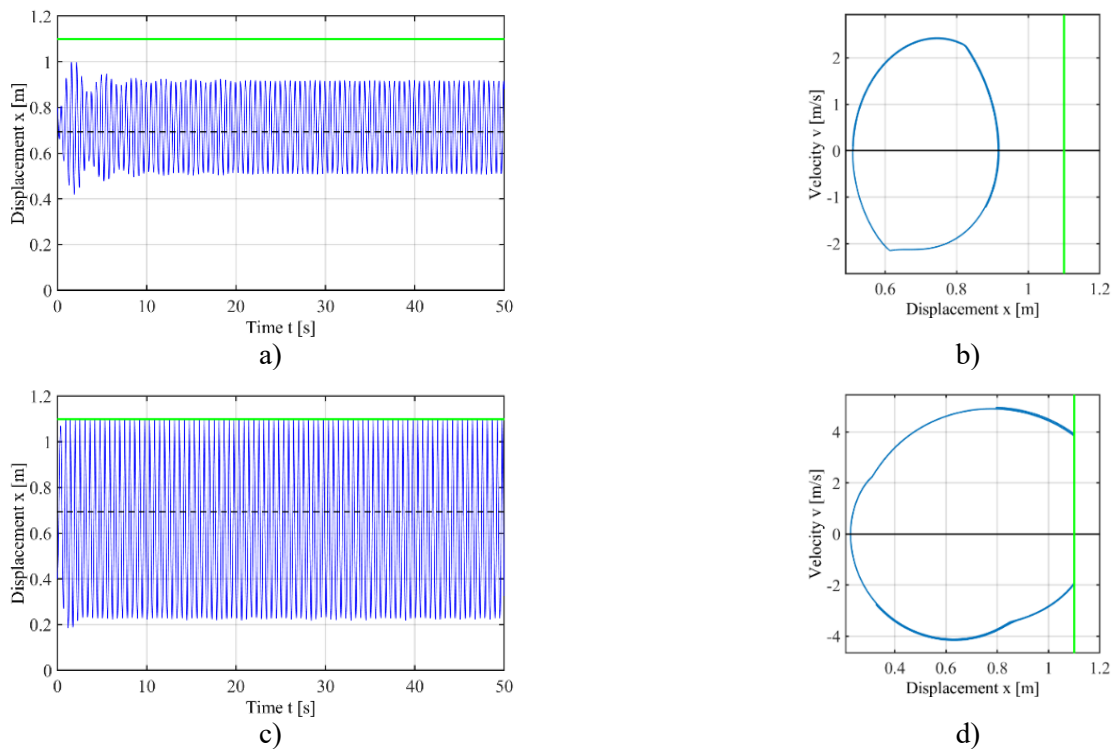 1.2
1
0.8
0.6
0.4
0.2
0
Displacement x [m]
0 10 20 30 40 50
Time t [s]
a)
2
1
0
-1
-2
Velocity v [m/s]
0.6 0.8 1 1.2
Displacement x [m]
b)
1.2
1
0.8
0.6
0.4
0.2
0
Displacement x [m]
0 10 20 30 40 50
Time t [s]
c)
4
2
0
-2
-4
Velocity v [m/s]
0.4 0.6 0.8 1 1.2
Displacement x [m]
d)